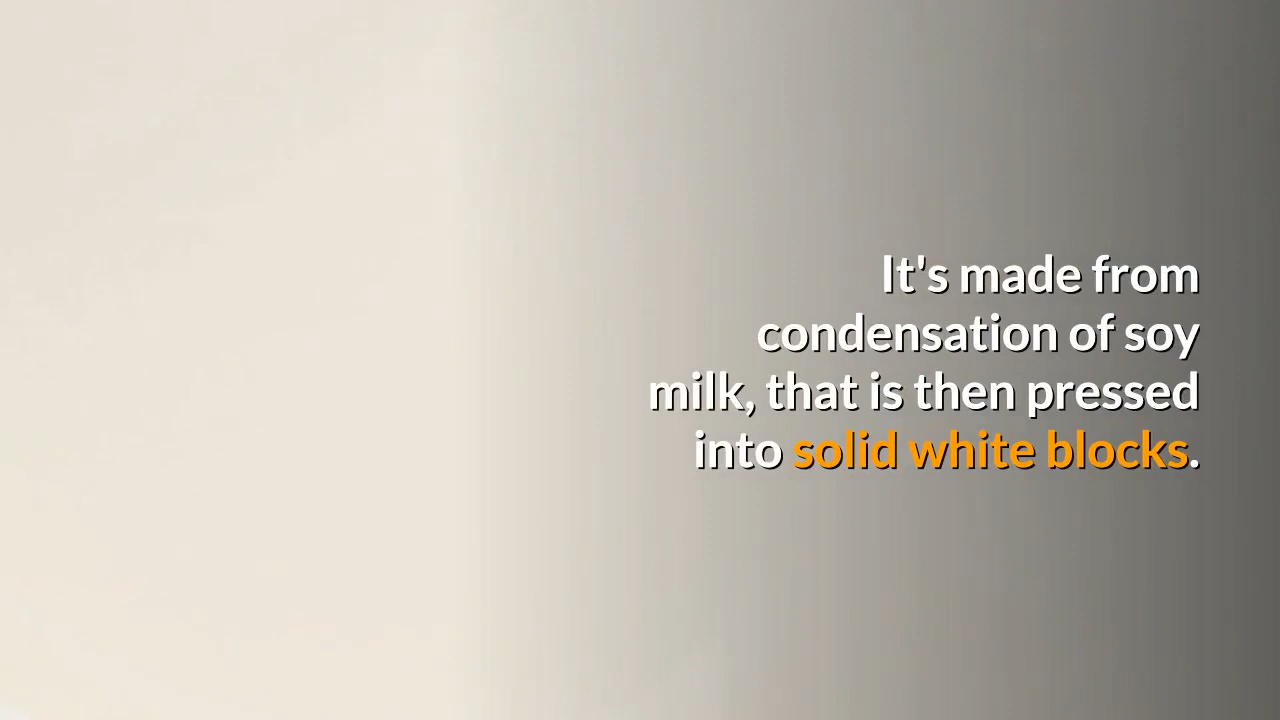 It's made from
condensation of soy
milk, that is then pressed
into solid white blocks.